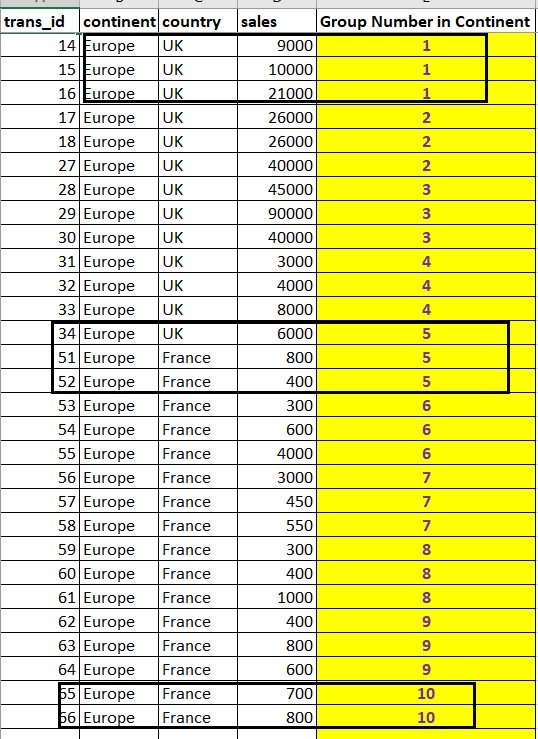 trans_id continent country sales Group Number in Continent
14 Europe UK 9000 1
15 Europe UK 10000 1
16 Europe UK 21000 1
17 Europe UK 26000 2
18 Europe UK 26000 2
27 Europe UK 40000 2
28 Europe UK 45000 3
29 Europe UK 90000 3
30 Europe UK 40000 3
31 Europe UK 3000 4
32 Europe UK 4000 4
33 Europe UK 8000 4
34 Europe UK 6000 5
51 Europe France 800 5
52 Europe France 400 5
53 Europe France 300 6
54 Europe France 600 6
55 Europe France 4000 6
56 Europe France 3000 7
57 Europe France 450 7
58 Europe France 550 7
59 Europe France 300 8
60 Europe France 400 8
61 Europe France 1000 8
62 Europe France 400 9
63 Europe France 800 9
64 Europe France 600 9
65 Europe France 700 10
66 Europe France 800 10